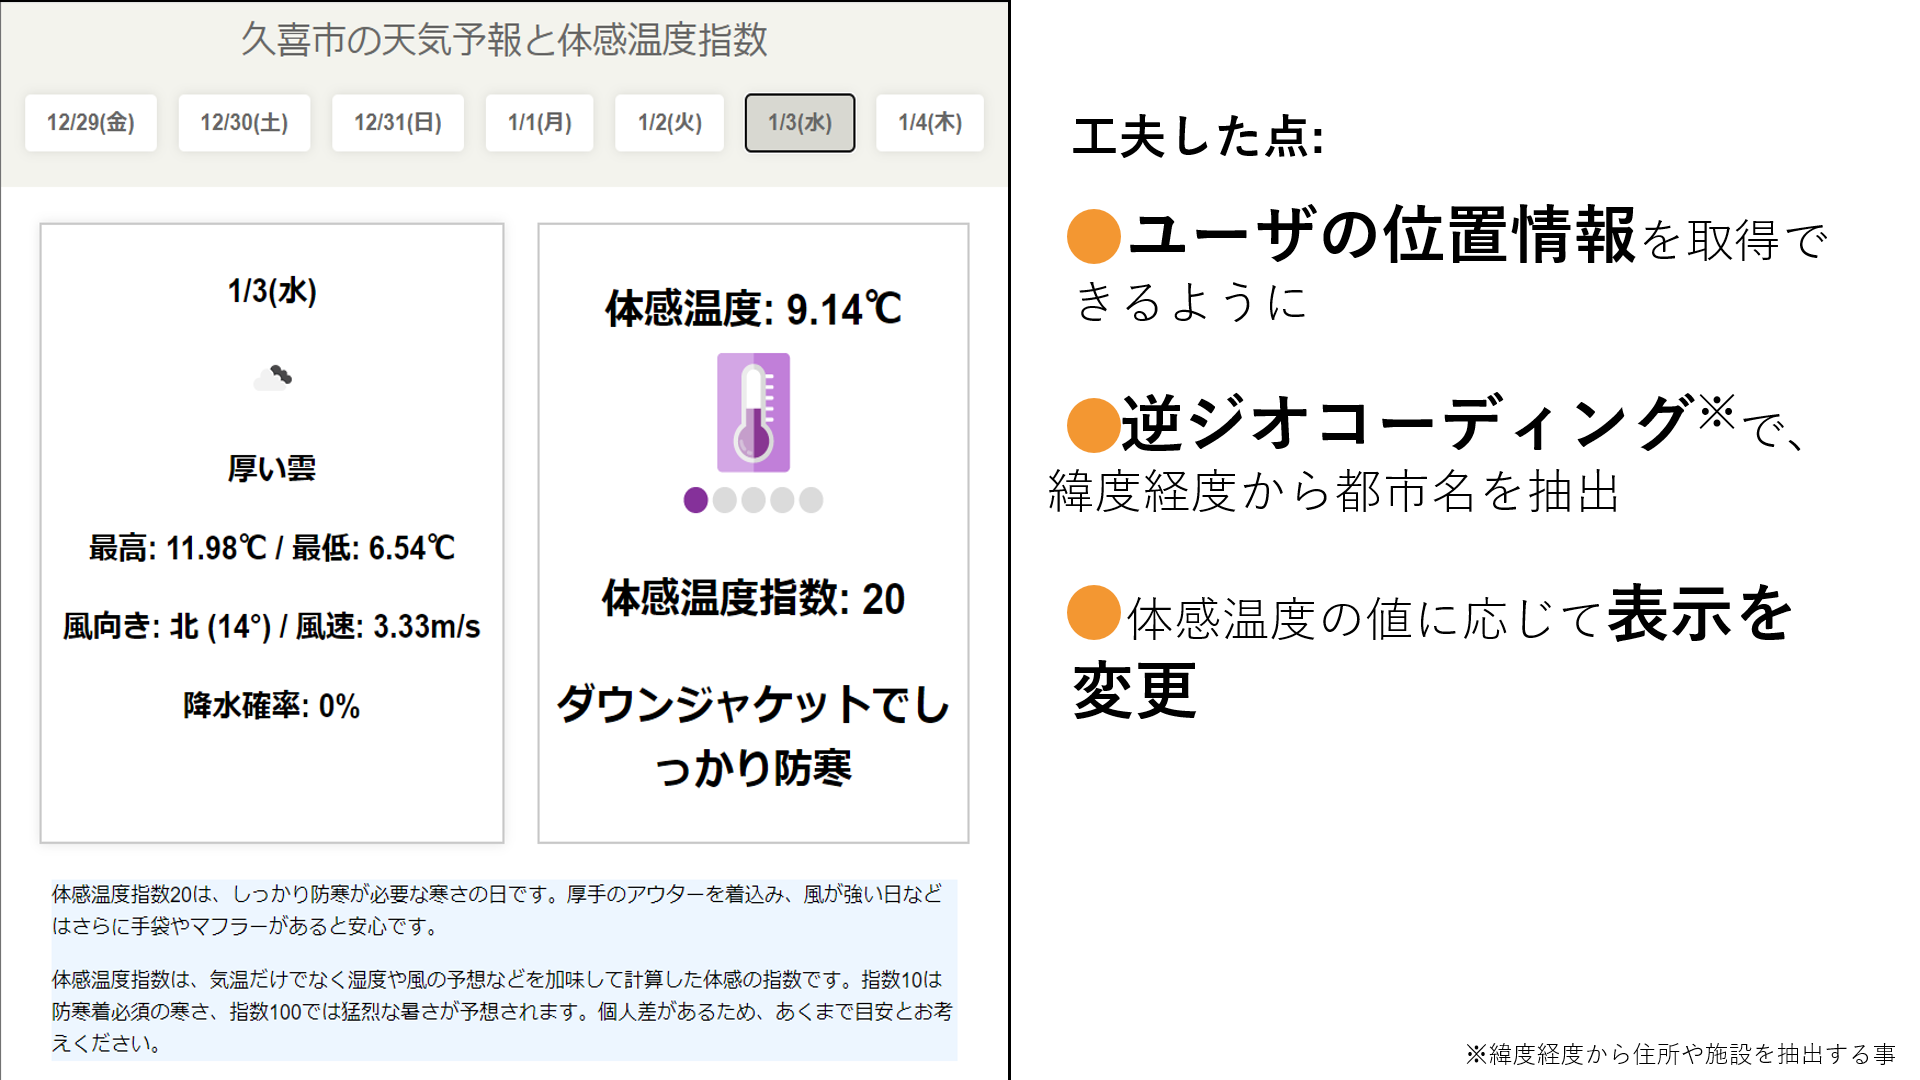 久喜市の天気予報と体感温度指数
12/29(金)
12/30(土)
12/31(日)
1/1(月)
1/2(火)
1/3(水)
1/4(木)
1/3(水)
厚い雲
最高: 11.98℃ / 最低: 6.54℃
風向き: 北 (14°) / 風速: 3.33m/s
降水確率: 0%
体感温度: 9.14℃
体感温度指数: 20
ダウンジャケットでし
っかり防寒
体感温度指数20は、しっかり防寒が必要な寒さの日です。厚手のアウターを着込み、風が強い日など
はさらに手袋やマフラーがあると安心です。
体感温度指数は、気温だけでなく湿度や風の予想などを加味して計算した体感の指数です。指数10は
防寒着必須の寒さ、指数100では猛烈な暑さが予想されます。個人差があるため、あくまで目安とお考
えください。
工夫した点:
●ユーザの位置情報を取得で
きるように
●逆ジオコーディング※で、
緯度経度から都市名を抽出
●体感温度の値に応じて表示を
変更
※緯度経度から住所や施設を抽出する事